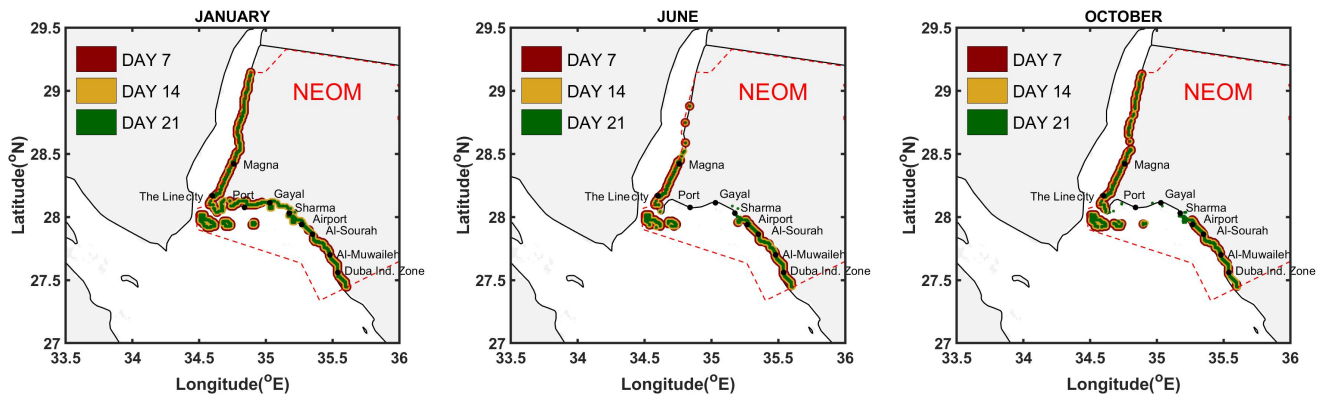 JANUARY
29.5
29
28.5
28
27.5
27
33.5
34
34.5
35
35.5
36
Latitude(°N)
Longitude(°E)
DAY 7
DAY 14
DAY 21
NEOM
Magna
The Line city
Port
Gayal
Sharma
Airport
Al-Sourah
Al-Muwaileh
Duba Ind. Zone
JUNE
29.5
29
28.5
28
27.5
27
33.5
34
34.5
35
35.5
36
Latitude(°N)
Longitude(°E)
DAY 7
DAY 14
DAY 21
NEOM
Magna
The Line city
Port
Gayal
Sharma
Airport
Al-Sourah
Al-Muwaileh
Duba Ind. Zone
OCTOBER
29.5
29
28.5
28
27.5
27
33.5
34
34.5
35
35.5
36
Latitude(°N)
Longitude(°E)
DAY 7
DAY 14
DAY 21
NEOM
Magna
The Line city
Port
Gayal
Sharma
Airport
Al-Sourah
Al-Muwaileh
Duba Ind. Zone